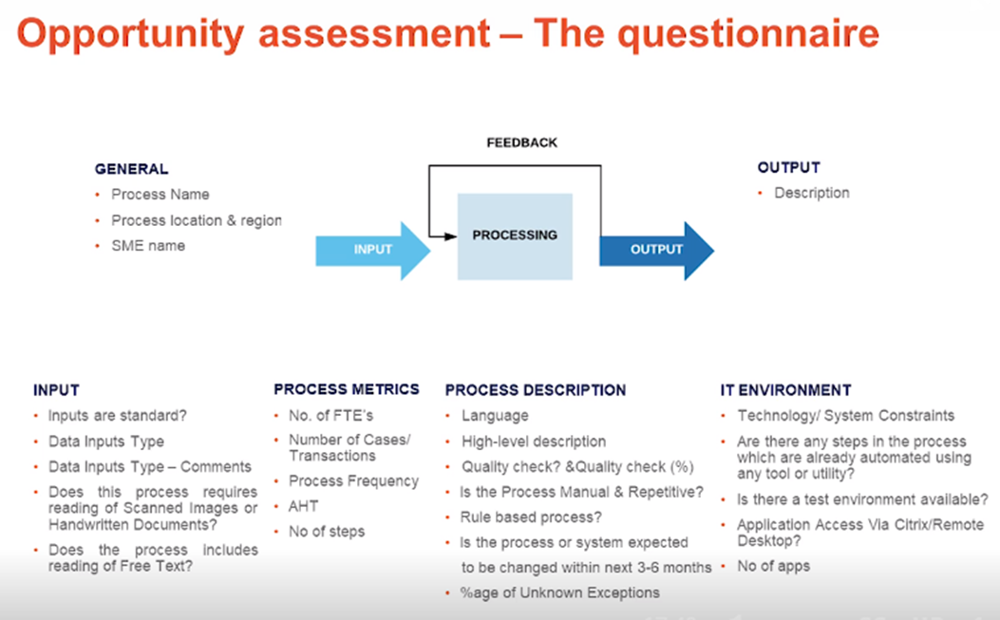 Opportunity assessment – The questionnaire
FEEDBACK
GENERAL
• Process Name
• Process location & region
• SME name
INPUT
PROCESSING
OUTPUT
OUTPUT
• Description
INPUT
• Inputs are standard?
• Data Inputs Type
• Data Inputs Type – Comments
• Does this process requires
reading of Scanned Images or
Handwritten Documents?
• Does the process includes
reading of Free Text?
PROCESS METRICS
• No. of FTE's
• Number of Cases/
Transactions
• Process Frequency
• AHT
• No of steps
PROCESS DESCRIPTION
• Language
• High-level description
• Quality check? &Quality check (%)
• Is the Process Manual & Repetitive?
• Rule based process?
• Is the process or system expected
to be changed within next 3-6 months
• %age of Unknown Exceptions
IT ENVIRONMENT
• Technology/ System Constraints
• Are there any steps in the process
which are already automated using
any tool or utility?
• Is there a test environment available?
• Application Access Via Citrix/Remote
Desktop?
• No of apps